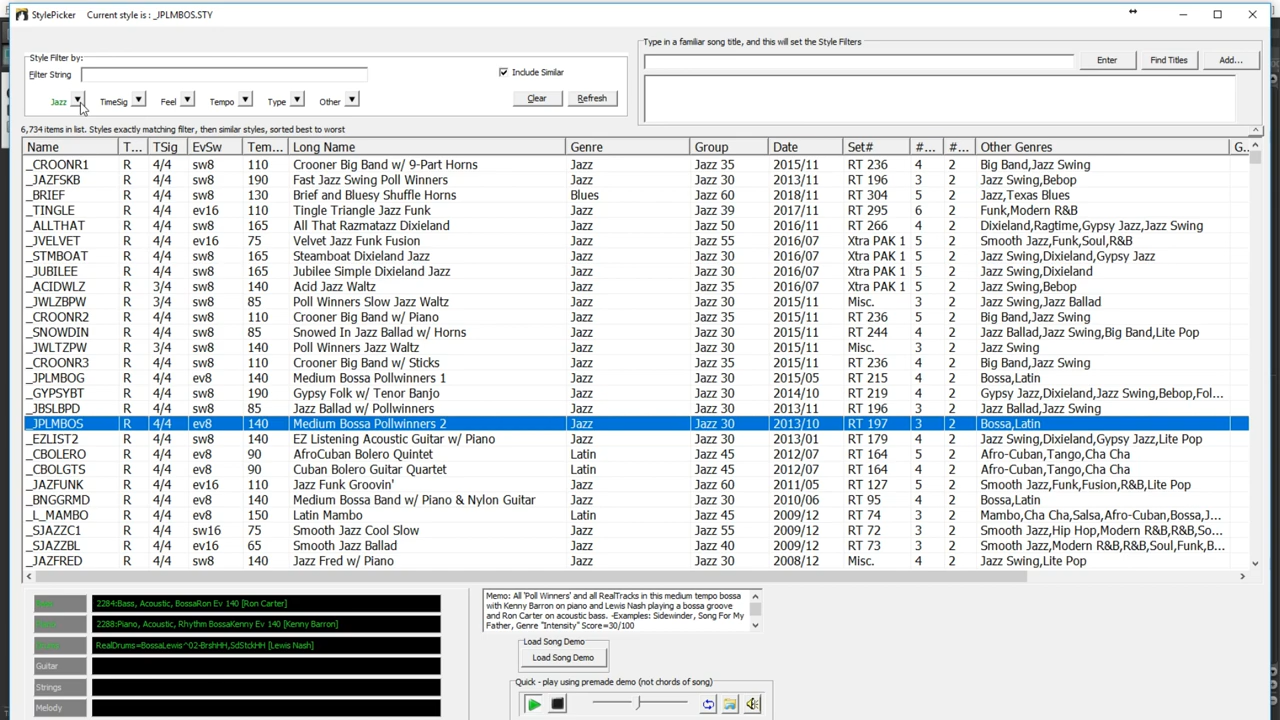 StylePicker Current style is : _JPLMBOS.STY
Style Filter by:
Filter String
Include Similar
Jazz TimeSig Feel Tempo Type Other
Clear Refresh
Type in a familiar song title, and this will set the Style Filters
Enter Find Titles Add...
6,734 items in list. Styles exactly matching filter, then similar styles, sorted best to worst
Name T... TSig EvSw Tem... Long Name Genre Group Date Set# #... #... Other Genres G.
_CROONR1 R 4/4 sw8 110 Crooner Big Band w/ 9-Part Horns Jazz Jazz 35 2015/11 RT 236 4 2 Big Band,Jazz Swing
_JAZFSKB R 4/4 sw8 190 Fast Jazz Swing Poll Winners Jazz Jazz 30 2013/11 RT 196 3 2 Jazz Swing,Bebop
_BRIEF R 4/4 sw8 130 Brief and Bluesy Shuffle Horns Blues Jazz 60 2018/11 RT 304 5 2 Jazz,Texas Blues
_TINGLE R 4/4 ev16 110 Tingle Triangle Jazz Funk Jazz Jazz 39 2017/11 RT 295 6 2 Funk,Modern R&B
_ALLTHAT R 4/4 sw8 165 All That Razmatazz Dixieland Jazz Jazz 35 2016/11 RT 266 4 2 Dixieland,Ragtime,Gypsy Jazz,Jazz Swing
_JVELVET R 4/4 ev16 75 Velvet Jazz Funk Fusion Jazz Jazz 55 2016/07 Xtra PAK 1 5 2 Smooth Jazz,Funk,Soul,R&B
_STMBOAT R 4/4 sw8 165 Steamboat Dixieland Jazz Jazz Jazz 30 2016/07 Xtra PAK 1 5 2 Jazz Swing,Dixieland,Gypsy Jazz
_JUBILEE R 4/4 sw8 165 Jubilee Simple Dixieland Jazz Jazz Jazz 30 2016/07 Xtra PAK 1 3 2 Jazz Swing,Dixieland
_ACIDWLZ R 3/4 sw8 140 Acid Jazz Waltz Jazz Jazz 30 2016/07 Xtra PAK 1 3 2 Jazz Swing,Bebop
_JWLZBPW R 3/4 sw8 85 Poll Winners Slow Jazz Waltz Jazz Jazz 30 2015/11 Misc. 3 2 Jazz Swing,Jazz Ballad
_CROONR2 R 4/4 sw8 110 Crooner Big Band w/ Piano Jazz Jazz 30 2015/11 RT 236 3 2 Big Band,Jazz Swing
_SNOWDIN R 4/4 sw8 85 Snowed In Jazz Ballad w/ Horns Jazz Jazz 30 2015/11 RT 244 4 2 Jazz Ballad,Jazz Swing,Big Band,Lite Pop
_JWLTZPW R 3/4 sw8 140 Poll Winners Jazz Waltz Jazz Jazz 30 2015/11 Misc. 3 2 Jazz Swing
_CROONR3 R 4/4 sw8 110 Crooner Big Band w/ Sticks Jazz Jazz 35 2015/11 RT 236 4 2 Big Band,Jazz Swing
_JPLMBOG R 4/4 ev8 140 Medium Bossa Pollwinners 1 Jazz Jazz 30 2015/05 RT 215 4 2 Bossa,Latin
_GYPSYBT R 4/4 sw8 190 Gypsy Folk w/ Tenor Banjo Jazz Jazz 30 2014/10 RT 219 4 2 Gypsy Jazz,Dixieland,Jazz Swing,Bebop,Fol...
_JBSLBPD R 4/4 sw8 85 Jazz Ballad w/ Pollwinners Jazz Jazz 30 2013/11 RT 196 3 2 Jazz Ballad,Jazz Swing
_JPLMBOS R 4/4 ev8 140 Medium Bossa Pollwinners 2 Jazz Jazz 30 2013/10 RT 197 3 2 Bossa,Latin
_EZLIST2 R 4/4 sw8 140 EZ Listening Acoustic Guitar w/ Piano Jazz Jazz 30 2013/01 RT 179 4 2 Jazz Swing,Dixieland,Gypsy Jazz,Lite Pop
_CBOLERO R 4/4 ev8 90 AfroCuban Bolero Quintet Latin Jazz 45 2012/07 RT 164 5 2 Afro-Cuban,Tango,Cha Cha
_CBOLGTS R 4/4 ev8 90 Cuban Bolero Guitar Quartet Latin Jazz 45 2012/07 RT 164 4 2 Afro-Cuban,Tango,Cha Cha
_JAZFUNK R 4/4 ev16 110 Jazz Funk Groovin' Jazz Jazz 60 2011/05 RT 127 5 2 Smooth Jazz,Funk,Fusion,R&B,Lite Pop
_BNGGRMD R 4/4 ev8 140 Medium Bossa Band w/ Piano & Nylon Guitar Jazz Jazz 30 2010/06 RT 95 4 2 Bossa,Latin
_L_MAMBO R 4/4 ev8 150 Latin Mambo Latin Jazz 45 2009/12 RT 74 3 2 Mambo,Cha Cha,Salsa,Afro-Cuban,Bossa,J...
_SJAZZC1 R 4/4 sw16 75 Smooth Jazz Cool Slow Jazz Jazz 55 2009/12 RT 72 3 2 Smooth Jazz,Hip Hop,Modern R&B,R&B,So...
_SJAZZBL R 4/4 ev16 65 Smooth Jazz Ballad Jazz Jazz 40 2009/12 RT 73 4 2 Smooth Jazz,Modern R&B,R&B,Soul,Funk,B...
_JAZFRED R 4/4 sw8 140 Jazz Fred w/ Piano Jazz Jazz 30 2008/12 Misc. 3 2 Jazz Swing,Lite Pop
2284:Bass, Acoustic, BossaRon Ev 140 [Ron Carter]
2288:Piano, Acoustic, Rhythm BossaKenny Ev 140 [Kenny Barron]
RealDrums=BossaLewis^02-BrshHH,SdStckHH [Lewis Nash]
Guitar
Strings
Melody
Memo: All 'Poll Winners' and all RealTracks in this medium tempo bossa
with Kenny Barron on piano and Lewis Nash playing a bossa groove
and Ron Carter on acoustic bass. -Examples: Sidewinder, Song For My
Father, Genre "Intensity" Score=30/100
Load Song Demo
Load Song Demo
Quick - play using premade demo (not chords of song)